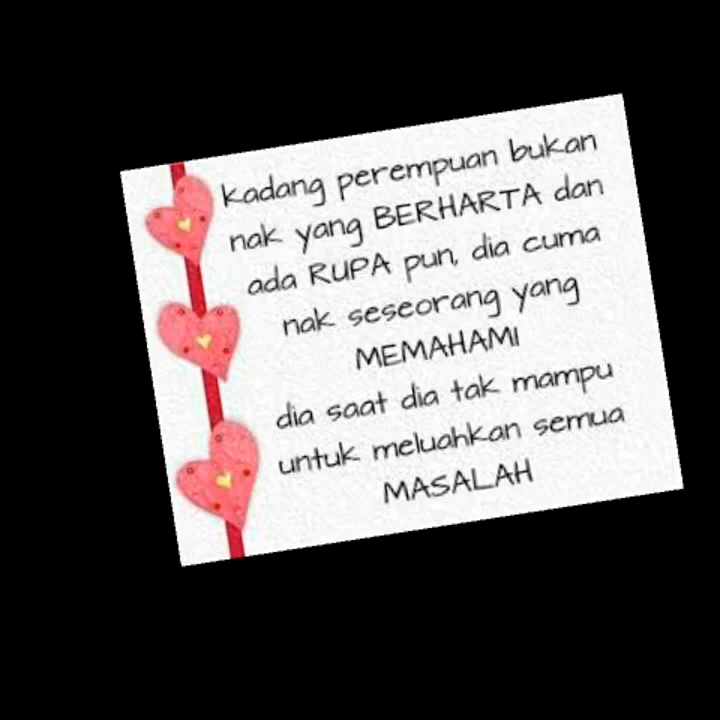 kadang perempuan bukan
nak yang BERHARTA dan
ada RUPA pun, dia cuma
nak seseorang yang
MEMAHAMI
dia saat dia tak mampu
untuk meluahkan semua
MASALAH